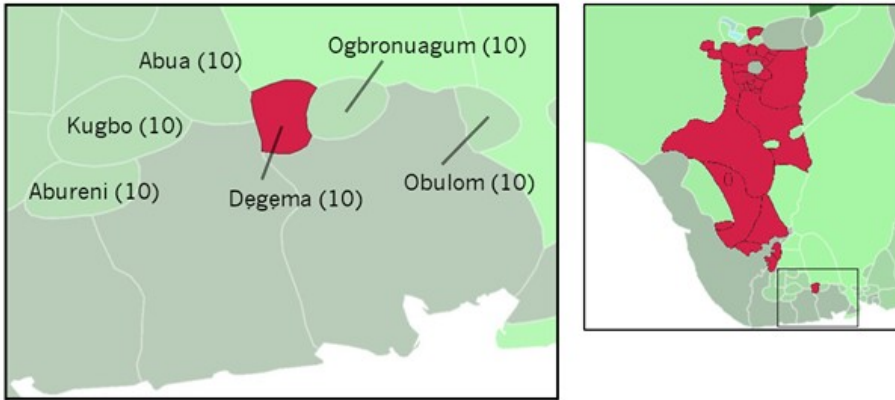 Ogbronuagum (10)
Abua (10)
Kugbo (10)
Abureni (10)
Dẹgẹma (10)
Obulom (10)